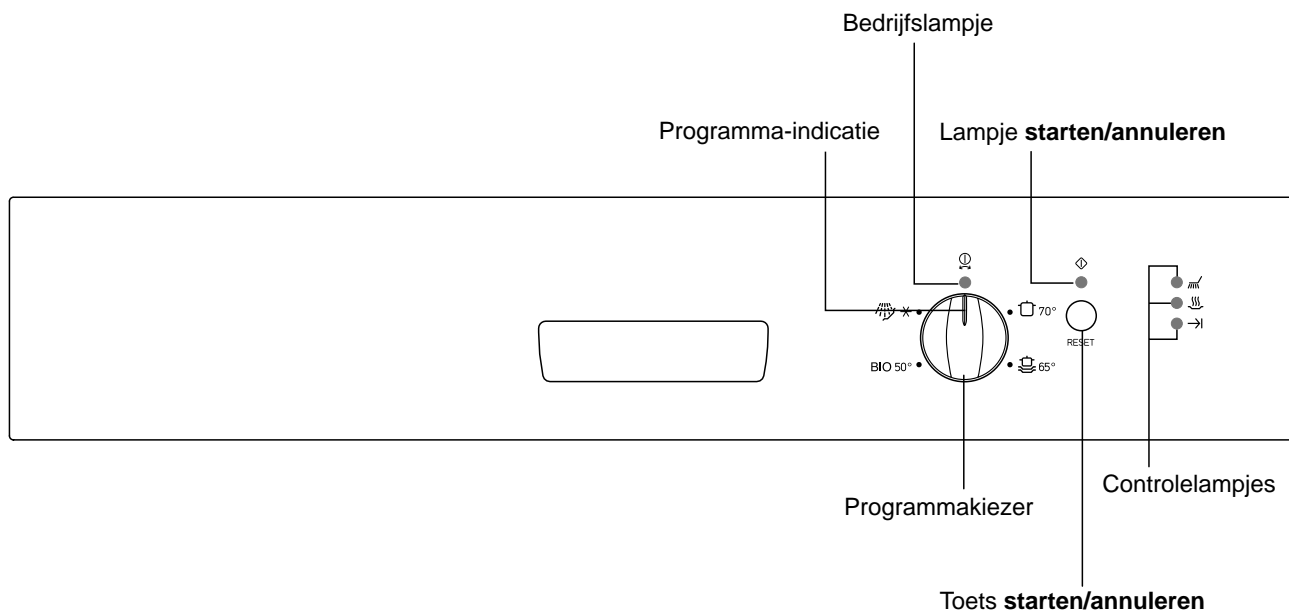 Bedrijfslampje
Programma-indicatie
Lampje starten/annuleren
70°
RESET
BIO 50°
65°
Programmakiezer
Controlelampjes
Toets starten/annuleren